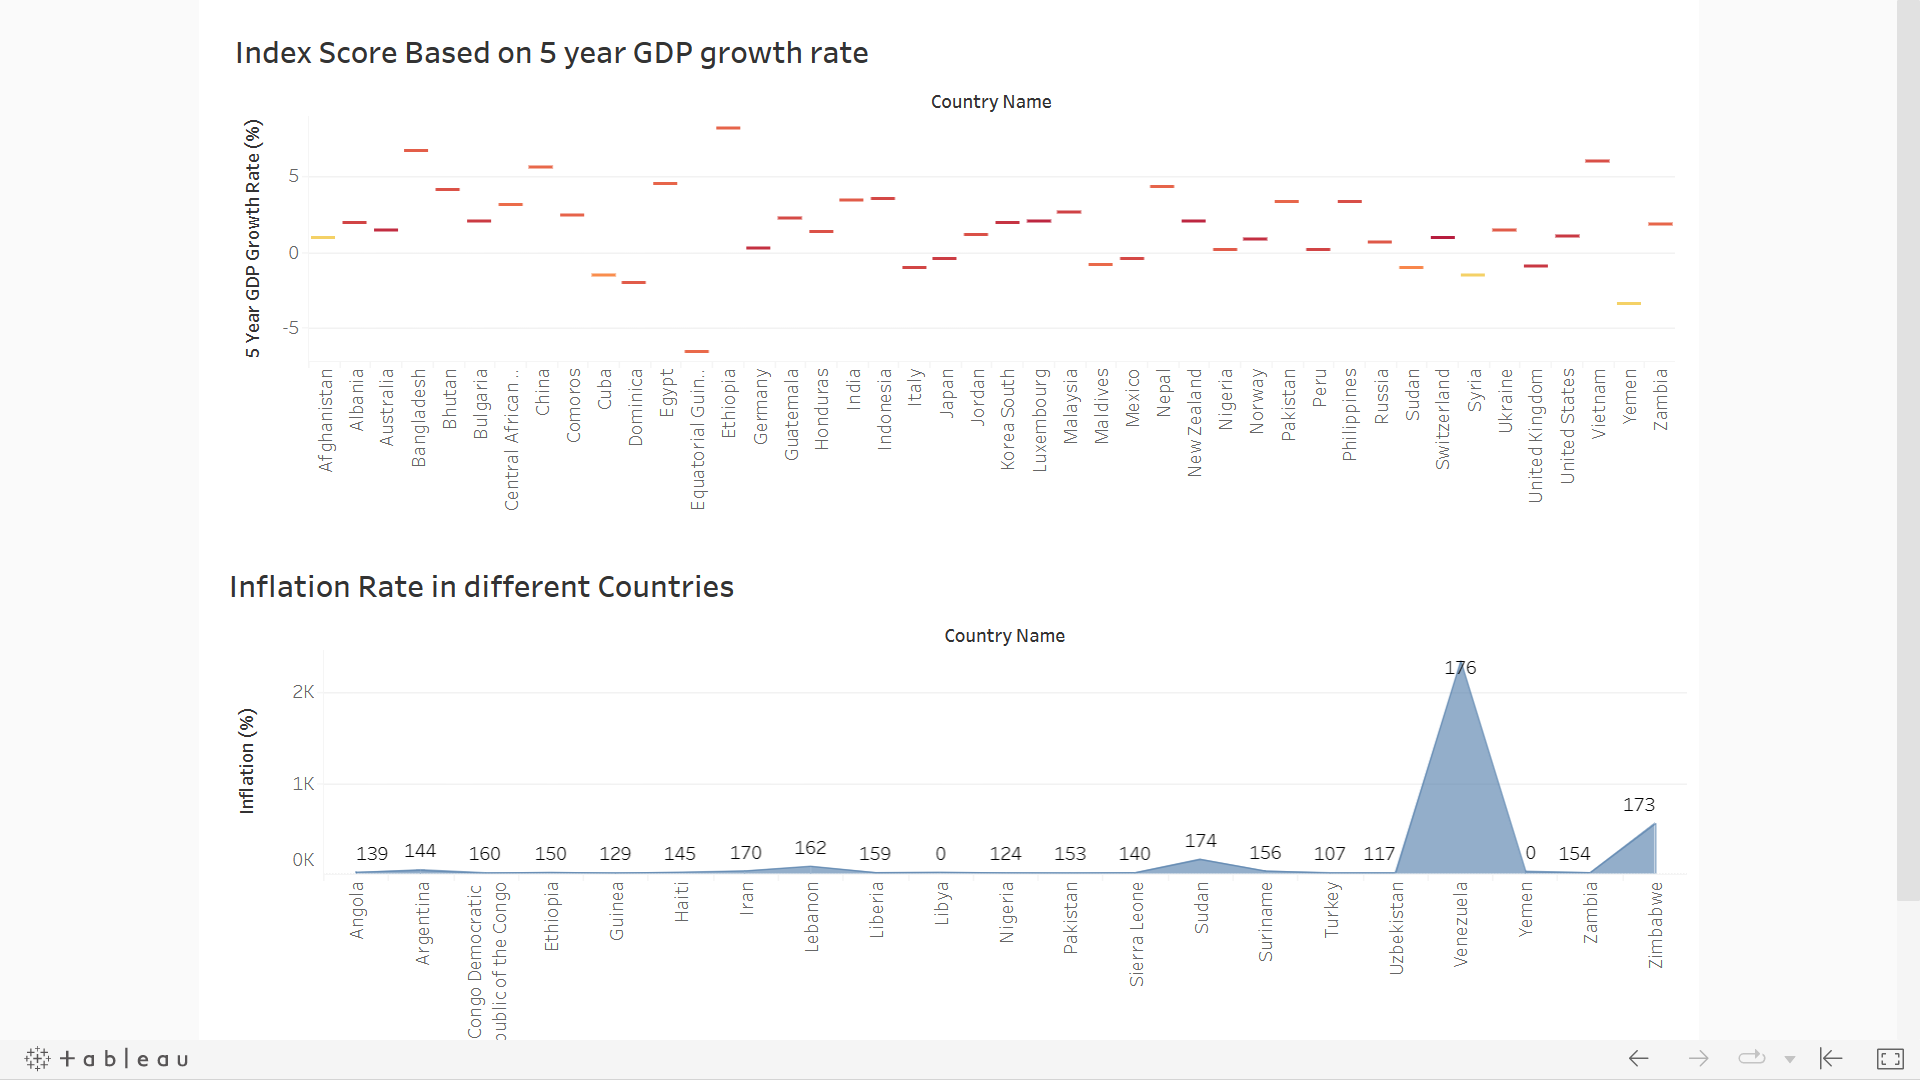 Index Score Based on 5 year GDP growth rate
Country Name
5 Year GDP Growth Rate (%)
5
0
-5
Afghanistan
Albania
Australia
Bangladesh
Bhutan
Bulgaria
Central African ..
China
Comoros
Cuba
Dominica
Egypt
Equatorial Guin..
Ethiopia
Germany
Guatemala
Honduras
India
Indonesia
Italy
Japan
Jordan
Korea South
Luxembourg
Malaysia
Maldives
Mexico
Nepal
New Zealand
Nigeria
Norway
Pakistan
Peru
Philippines
Russia
Sudan
Switzerland
Syria
Ukraine
United Kingdom
United States
Vietnam
Yemen
Zambia
Inflation Rate in different Countries
Country Name
Inflation (%)
2K
1K
0K
139
144
160
150
129
145
170
162
159
0
124
153
140
174
156
107
117
176
0
154
173
Angola
Argentina
Congo Democratic
public of the Congo
Ethiopia
Guinea
Haiti
Iran
Lebanon
Liberia
Libya
Nigeria
Pakistan
Sierra Leone
Sudan
Suriname
Turkey
Uzbekistan
Venezuela
Yemen
Zambia
Zimbabwe
+ a b | e a u